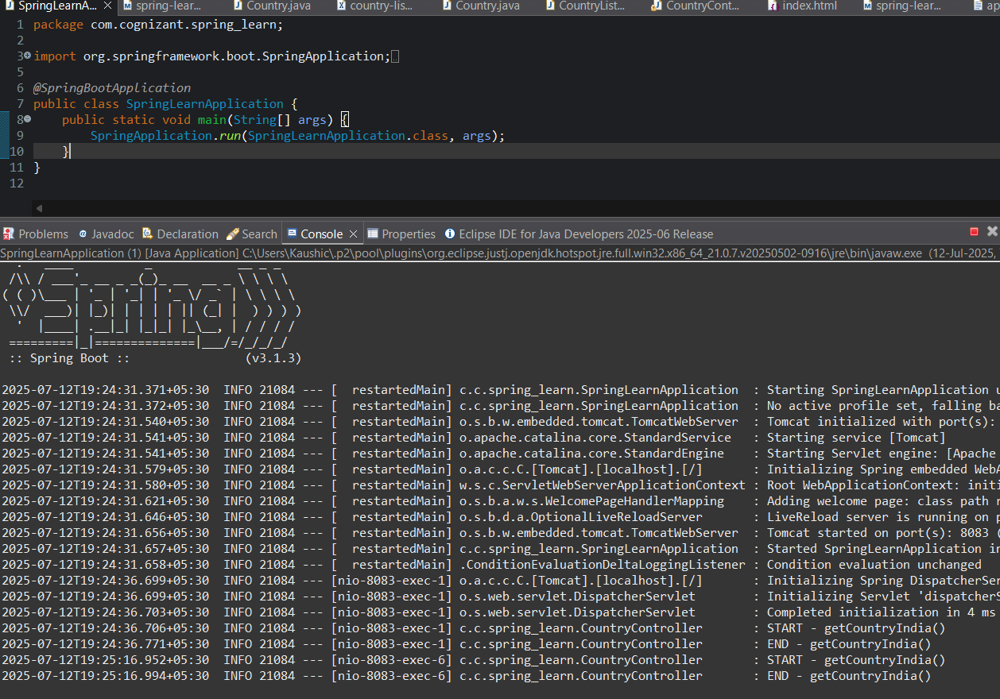 SpringLearnA... spring-lear... Country.java country-lis... Country.java CountryList... CountryCont... index.html spring-lear... ap
1 package com.cognizant.spring_learn;
2
3 import org.springframework.boot.SpringApplication;
5
6 @SpringBootApplication
7 public class SpringLearnApplication {
8 public static void main(String[] args) {
9 SpringApplication.run(SpringLearnApplication.class, args);
10 }
11 }
12
Problems Javadoc Declaration Search Console Properties Eclipse IDE for Java Developers 2025-06 Release
SpringLearnApplication (1) [Java Application] C:\Users\Kaushic\.p2\pool\plugins\org.eclipse.justj.openjdk.hotspot.jre.full.win32.x86_64_21.0.7.v20250502-0916\jre\bin\javaw.exe (12-Jul-2025,
:: Spring Boot :: (v3.1.3)
2025-07-12T19:24:31.371+05:30 INFO 21084 --- [ restartedMain] c.c.spring_learn.SpringLearnApplication : Starting SpringLearnApplication u
2025-07-12T19:24:31.372+05:30 INFO 21084 --- [ restartedMain] c.c.spring_learn.SpringLearnApplication : No active profile set, falling ba
2025-07-12T19:24:31.540+05:30 INFO 21084 --- [ restartedMain] o.s.b.w.embedded.tomcat.TomcatWebServer : Tomcat initialized with port(s):
2025-07-12T19:24:31.541+05:30 INFO 21084 --- [ restartedMain] o.apache.catalina.core.StandardService : Starting service [Tomcat]
2025-07-12T19:24:31.541+05:30 INFO 21084 --- [ restartedMain] o.apache.catalina.core.StandardEngine : Starting Servlet engine: [Apache
2025-07-12T19:24:31.579+05:30 INFO 21084 --- [ restartedMain] o.a.c.c.C.[Tomcat].[localhost].[/] : Initializing Spring embedded WebA
2025-07-12T19:24:31.580+05:30 INFO 21084 --- [ restartedMain] w.s.c.ServletWebServerApplicationContext : Root WebApplicationContext: initi
2025-07-12T19:24:31.621+05:30 INFO 21084 --- [ restartedMain] o.s.b.a.w.s.WelcomePageHandlerMapping : Adding welcome page: class path r
2025-07-12T19:24:31.646+05:30 INFO 21084 --- [ restartedMain] o.s.b.d.a.OptionalLiveReloadServer : LiveReload server is running on p
2025-07-12T19:24:31.656+05:30 INFO 21084 --- [ restartedMain] o.s.b.w.embedded.tomcat.TomcatWebServer : Tomcat started on port(s): 8083 (
2025-07-12T19:24:31.657+05:30 INFO 21084 --- [ restartedMain] c.c.spring_learn.SpringLearnApplication : Started SpringLearnApplication in
2025-07-12T19:24:31.658+05:30 INFO 21084 --- [ restartedMain] .ConditionEvaluationDeltaLoggingListener : Condition evaluation unchanged
2025-07-12T19:24:36.699+05:30 INFO 21084 --- [nio-8083-exec-1] o.a.c.c.C.[Tomcat].[localhost].[/] : Initializing Spring DispatcherSer
2025-07-12T19:24:36.699+05:30 INFO 21084 --- [nio-8083-exec-1] o.s.web.servlet.DispatcherServlet : Initializing Servlet 'dispatcherS
2025-07-12T19:24:36.703+05:30 INFO 21084 --- [nio-8083-exec-1] o.s.web.servlet.DispatcherServlet : Completed initialization in 4 ms
2025-07-12T19:24:36.706+05:30 INFO 21084 --- [nio-8083-exec-1] c.c.spring_learn.CountryController : START - getCountryIndia()
2025-07-12T19:24:36.771+05:30 INFO 21084 --- [nio-8083-exec-1] c.c.spring_learn.CountryController : END - getCountryIndia()
2025-07-12T19:25:16.952+05:30 INFO 21084 --- [nio-8083-exec-6] c.c.spring_learn.CountryController : START - getCountryIndia()
2025-07-12T19:25:16.994+05:30 INFO 21084 --- [nio-8083-exec-6] c.c.spring_learn.CountryController : END - getCountryIndia()